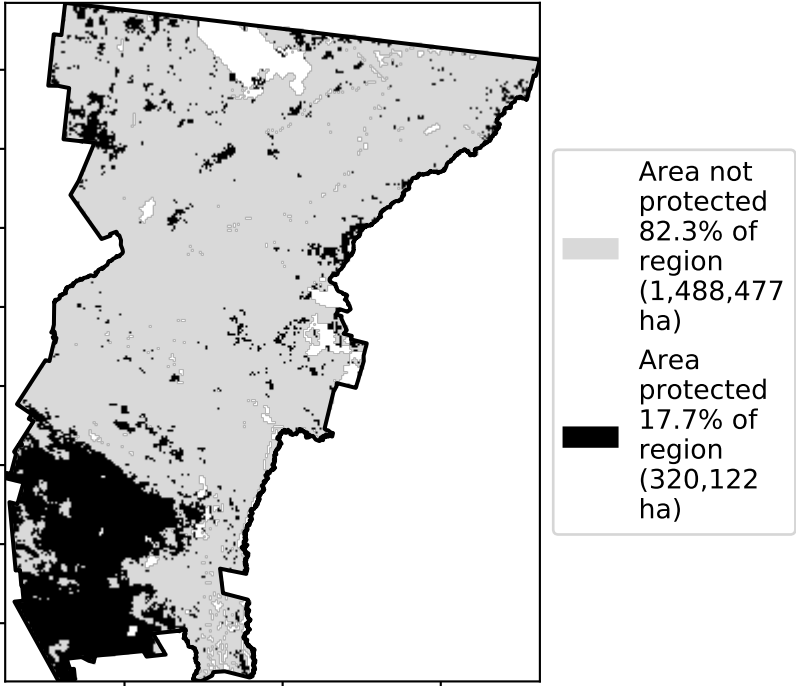 Area not
protected
82.3% of
region
(1,488,477
ha)
Area
protected
17.7% of
region
(320,122
ha)